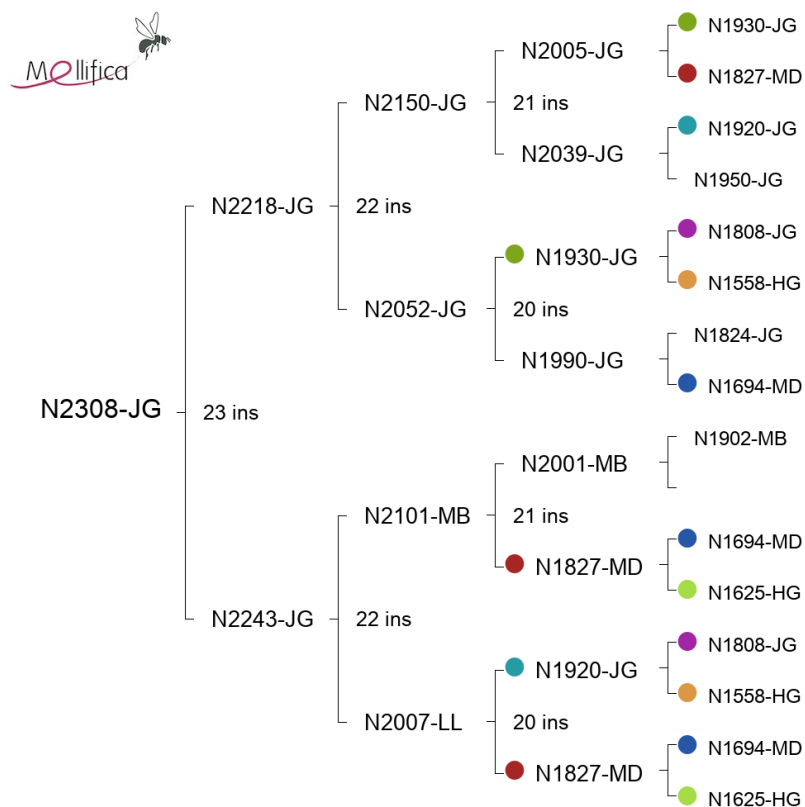 Mellifica
N1930-JG
N2005-JG
N1827-MD
N2150-JG
21 ins
N1920-JG
N2039-JG
N1950-JG
N2218-JG
22 ins
N1808-JG
N1930-JG
N1558-HG
N2052-JG
20 ins
N1824-JG
N1990-JG
N1694-MD
N2308-JG
23 ins
N1902-MB
N2001-MB
N2101-MB
21 ins
N1694-MD
N1827-MD
N1625-HG
N2243-JG
22 ins
N1808-JG
N1920-JG
N1558-HG
N2007-LL
20 ins
N1694-MD
N1827-MD
N1625-HG